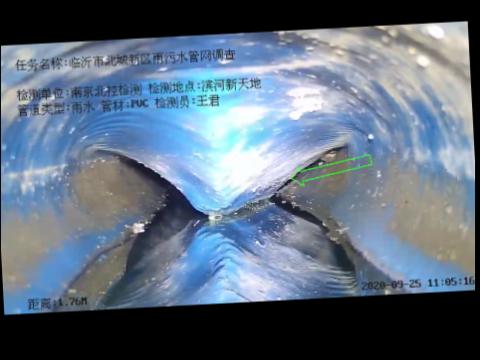 任务名称:临沂市北城新区雨污水管网调查
检测单位:南京北控检测 检测地点:滨河新天地
管道类型:雨水 管材:PVC 检测员:王君
距离:1.76M
2020-09-25 11:05:16